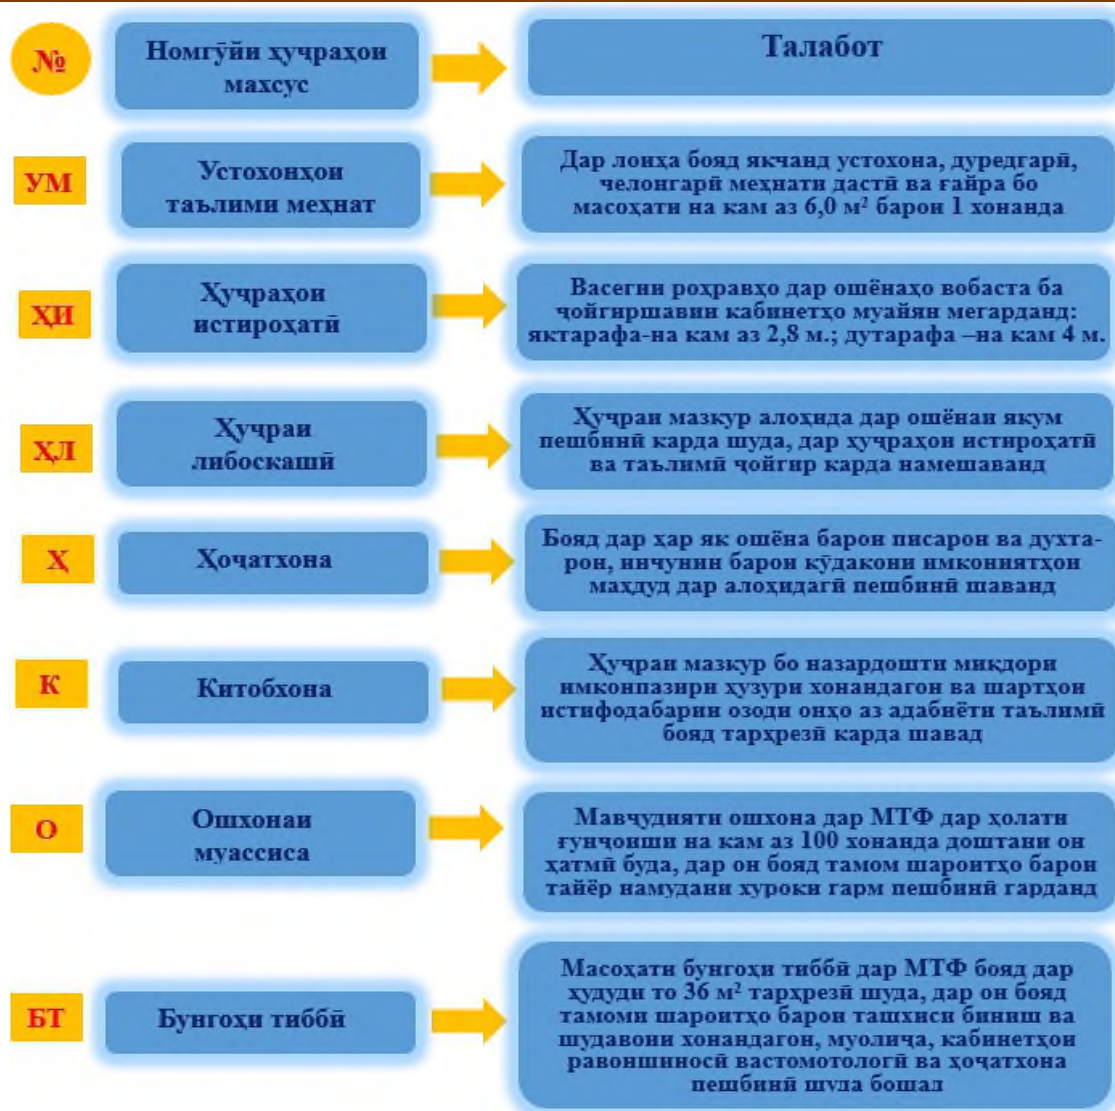 №
Номгӯйи ҳуҷраҳои
махсус
Талабот
УМ
Устохонҳои
таълими меҳнат
Дар лоиҳа бояд якчанд устохона, дуредгарӣ,
челонгарӣ меҳнати дастӣ ва ғайра бо
масоҳати на кам аз 6,0 м² барои 1 хонанда
ҲИ
Ҳуҷраҳои
истироҳатӣ
Васегии роҳравҳо дар ошёнаҳо вобаста ба
ҷойгиршавии кабинетҳо муайян мегарданд:
яктарафа-на кам аз 2,8 м.; дутарафа –на кам 4 м.
ҲЛ
Ҳуҷраи
либоскашӣ
Ҳуҷраи мазкур алоҳида дар ошёнаи якум
пешбинӣ карда шуда, дар ҳуҷраҳои истироҳатӣ
ва таълимӣ ҷойгир карда намешаванд
Ҳ
Ҳоҷатхона
Бояд дар ҳар як ошёна барои писарон ва духта-
рон, инчунин барои кӯдакони имкониятҳои
маҳдуд дар алоҳидагӣ пешбинӣ шаванд
К
Китобхона
Ҳуҷраи мазкур бо назардошти миқдори
имконпазири ҳузури хонандагон ва шартҳои
истифодабарии озоди онҳо аз адабиёти таълимӣ
бояд тарҳрезӣ карда шавад
О
Ошхонаи
муассиса
Мавҷудияти ошхона дар МТФ дар ҳолати
ғунҷоиши на кам аз 100 хонанда доштани он
ҳатмӣ буда, дар он бояд тамом шароитҳо барои
тайёр намудани хуроки гарм пешбинӣ гарданд
БТ
Бунгоҳи тиббӣ
Масоҳати бунгоҳи тиббӣ дар МТФ бояд дар
ҳудуди то 36 м² тарҳрезӣ шуда, дар он бояд
тамоми шароитҳо барои ташхиси биниш ва
шудавоии хонандагон, муолиҷа, кабинетҳои
равоншиносӣ вастомотологӣ ва ҳоҷатхона
пешбинӣ шуда бошад